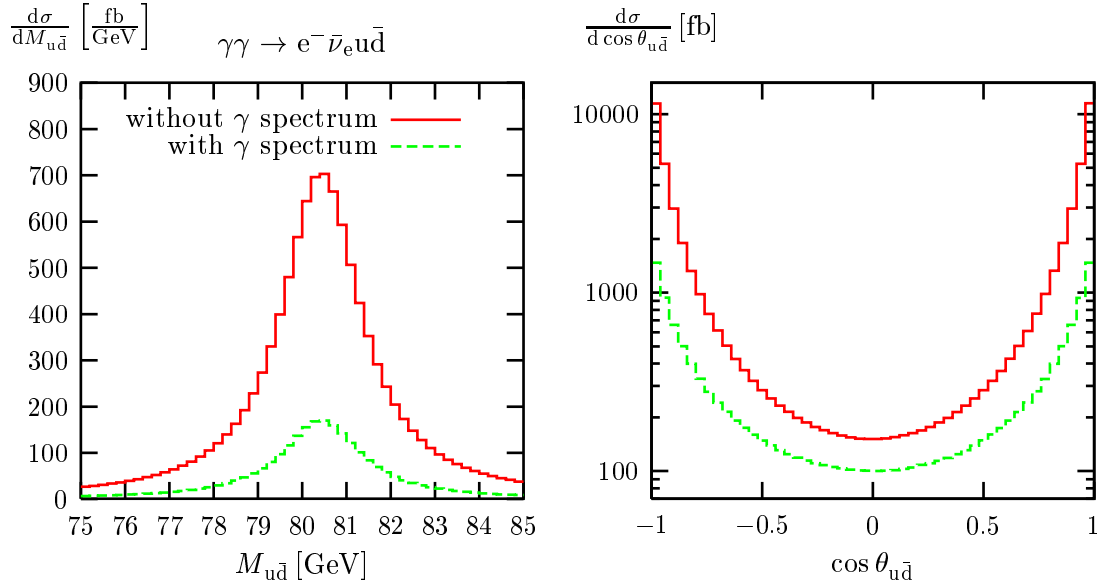 dσ/dM_ud̄ [fb/GeV]
γγ → e⁻ ν̄_e ud̄
900
800
700
600
500
400
300
200
100
0
without γ spectrum
with γ spectrum
75 76 77 78 79 80 81 82 83 84 85
M_ud̄ [GeV]
dσ/d cos θ_ud̄ [fb]
10000
1000
100
−1 −0.5 0 0.5 1
cos θ_ud̄